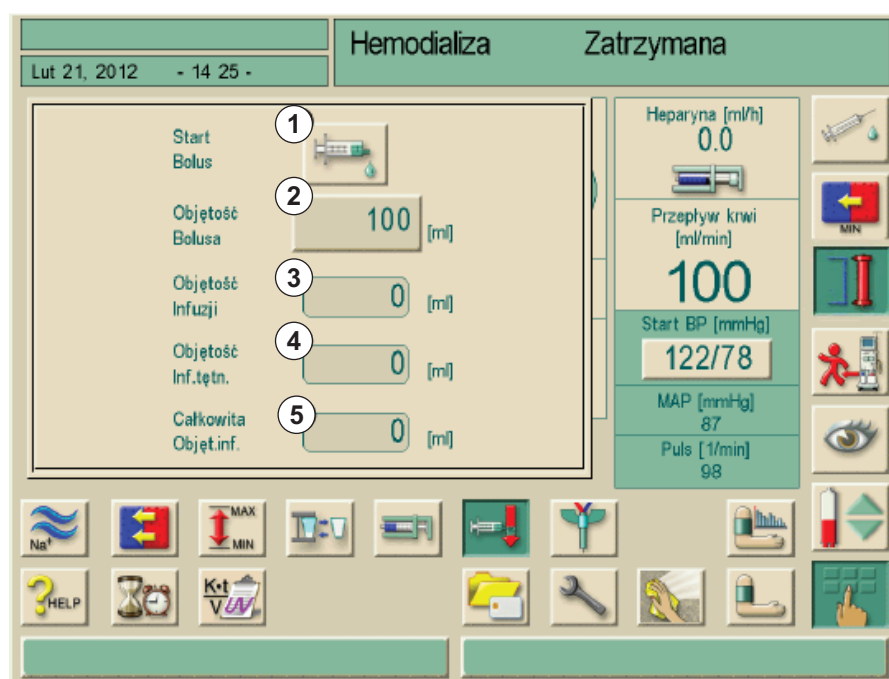 Hemodializa Zatrzymana
Lut 21, 2012 - 14 25 -
1
Start
Bolus
2
Objętość
Bolusa
100 [ml]
3
Objętość
Infuzji
0 [ml]
4
Objętość
Inf.tętn.
0 [ml]
5
Całkowita
Objęt.inf.
0 [ml]
Heparyna [ml/h]
0.0
Przepływ krwi
[ml/min]
100
Start BP [mmHg]
122/78
MAP [mmHg]
87
Puls [1/min]
98
MIN
Na+
MAX
MIN
?HELP
K•t
V UV